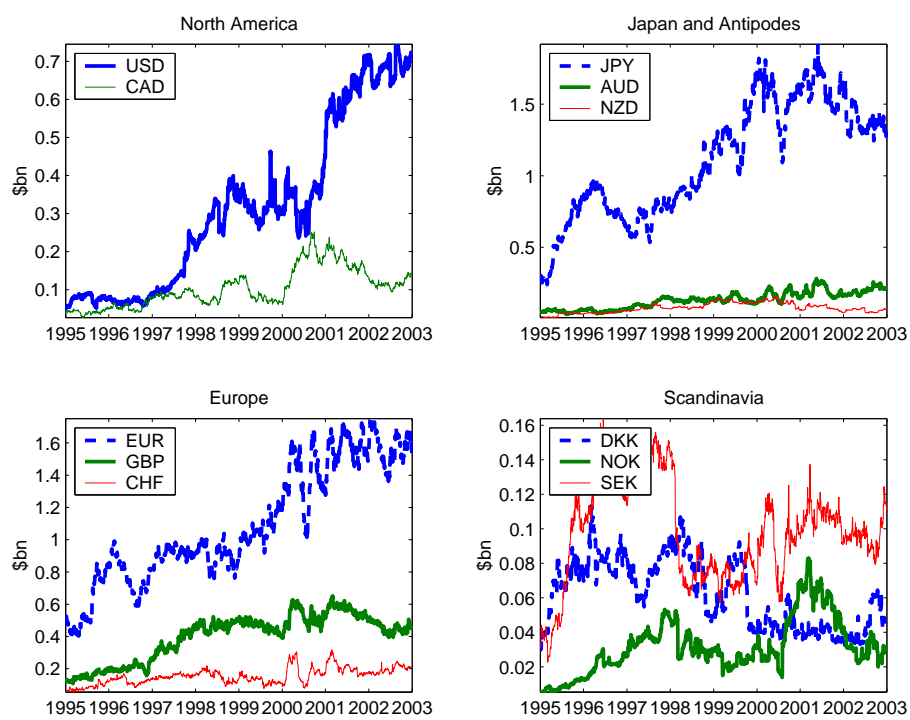 North America
$bn
0.7
0.6
0.5
0.4
0.3
0.2
0.1
USD
CAD
1995 1996 1997 1998 1999 2000 2001 2002 2003
Japan and Antipodes
$bn
1.5
1
0.5
JPY
AUD
NZD
1995 1996 1997 1998 1999 2000 2001 2002 2003
Europe
$bn
1.6
1.4
1.2
1
0.8
0.6
0.4
0.2
EUR
GBP
CHF
1995 1996 1997 1998 1999 2000 2001 2002 2003
Scandinavia
$bn
0.16
0.14
0.12
0.1
0.08
0.06
0.04
0.02
DKK
NOK
SEK
1995 1996 1997 1998 1999 2000 2001 2002 2003